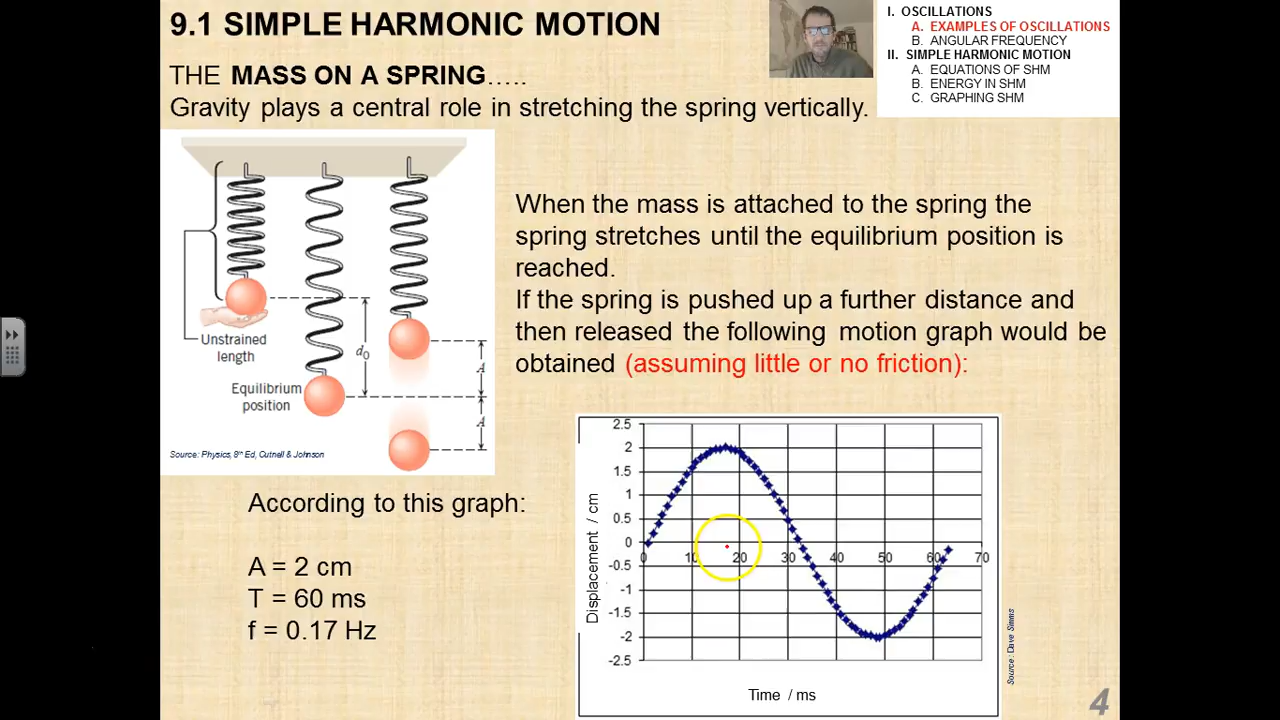 9.1 SIMPLE HARMONIC MOTION
I. OSCILLATIONS
A. EXAMPLES OF OSCILLATIONS
B. ANGULAR FREQUENCY
II. SIMPLE HARMONIC MOTION
A. EQUATIONS OF SHM
B. ENERGY IN SHM
C. GRAPHING SHM
THE MASS ON A SPRING…..
Gravity plays a central role in stretching the spring vertically.
Unstrained
length
d0
A
Equilibrium
position
A
Source: Physics, 8th Ed, Cutnell & Johnson
When the mass is attached to the spring the
spring stretches until the equilibrium position is
reached.
If the spring is pushed up a further distance and
then released the following motion graph would be
obtained (assuming little or no friction):
According to this graph:
A = 2 cm
T = 60 ms
f = 0.17 Hz
Displacement / cm
2.5
2
1.5
1
0.5
0
-0.5
-1
-1.5
-2
-2.5
0 10 20 30 40 50 60 70
Time / ms
Source: Dave Simms
4